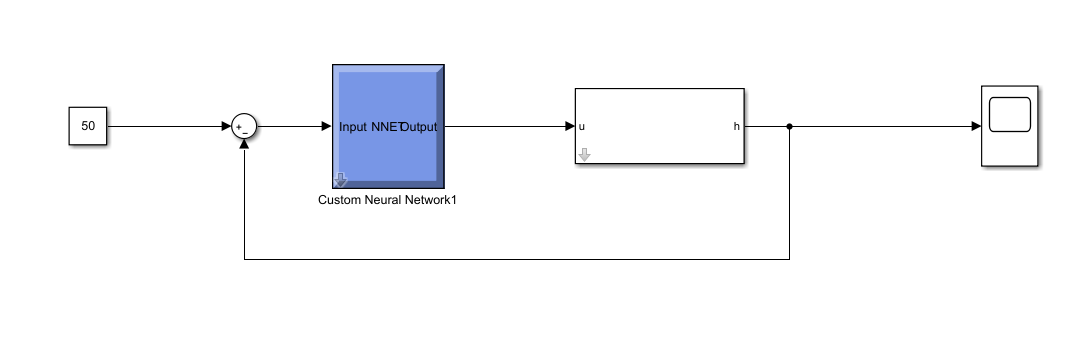 50
+
−
Input NNET Output
u
h
Custom Neural Network1